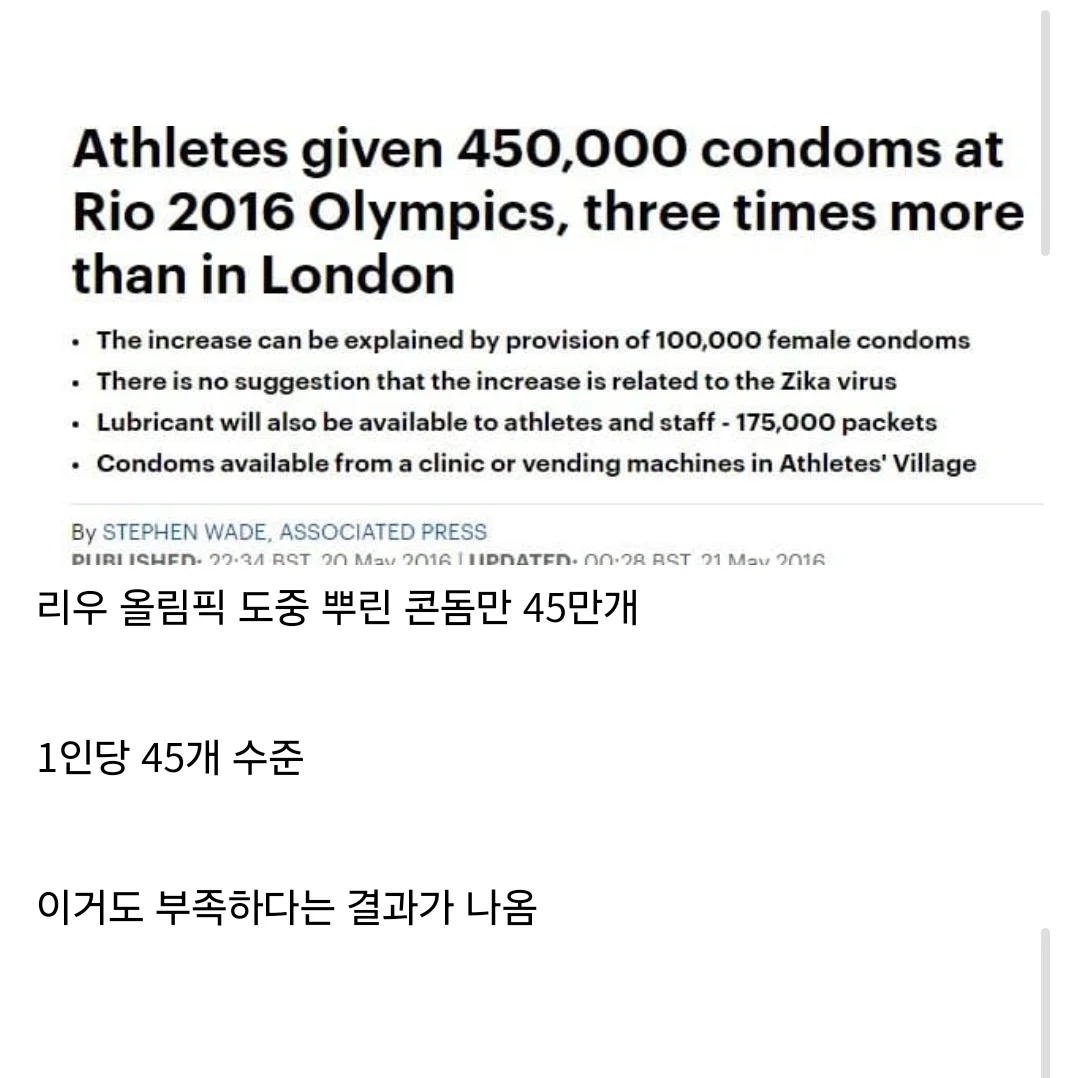 Athletes given 450,000 condoms at
Rio 2016 Olympics, three times more
than in London
• The increase can be explained by provision of 100,000 female condoms
• There is no suggestion that the increase is related to the Zika virus
• Lubricant will also be available to athletes and staff - 175,000 packets
• Condoms available from a clinic or vending machines in Athletes' Village
By STEPHEN WADE, ASSOCIATED PRESS
PUBLISHED: 22:34 BST, 20 May 2016 | UPDATED: 00:28 BST, 21 May 2016
리우 올림픽 도중 뿌린 콘돔만 45만개
1인당 45개 수준
이거도 부족하다는 결과가 나옴